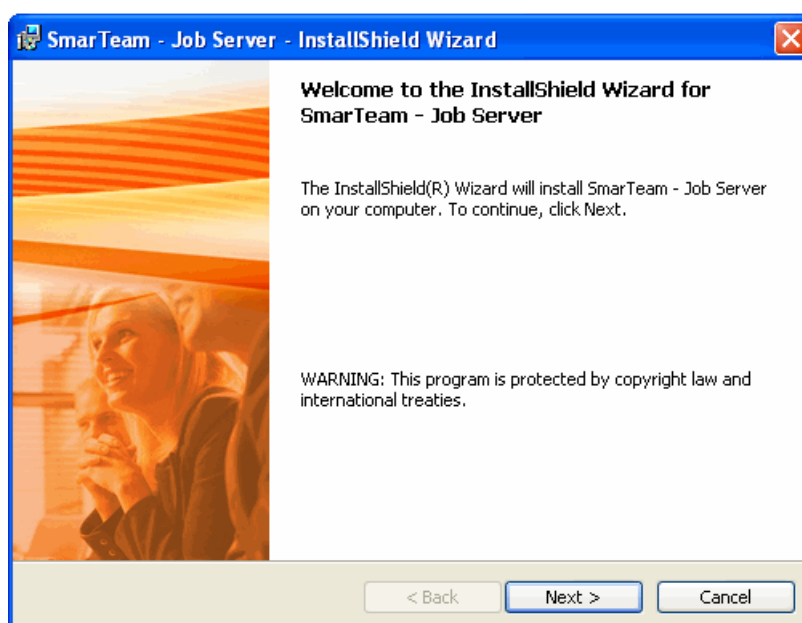 SmarTeam - Job Server - InstallShield Wizard
Welcome to the InstallShield Wizard for
SmarTeam - Job Server
The InstallShield(R) Wizard will install SmarTeam - Job Server
on your computer. To continue, click Next.
WARNING: This program is protected by copyright law and
international treaties.
< Back
Next >
Cancel